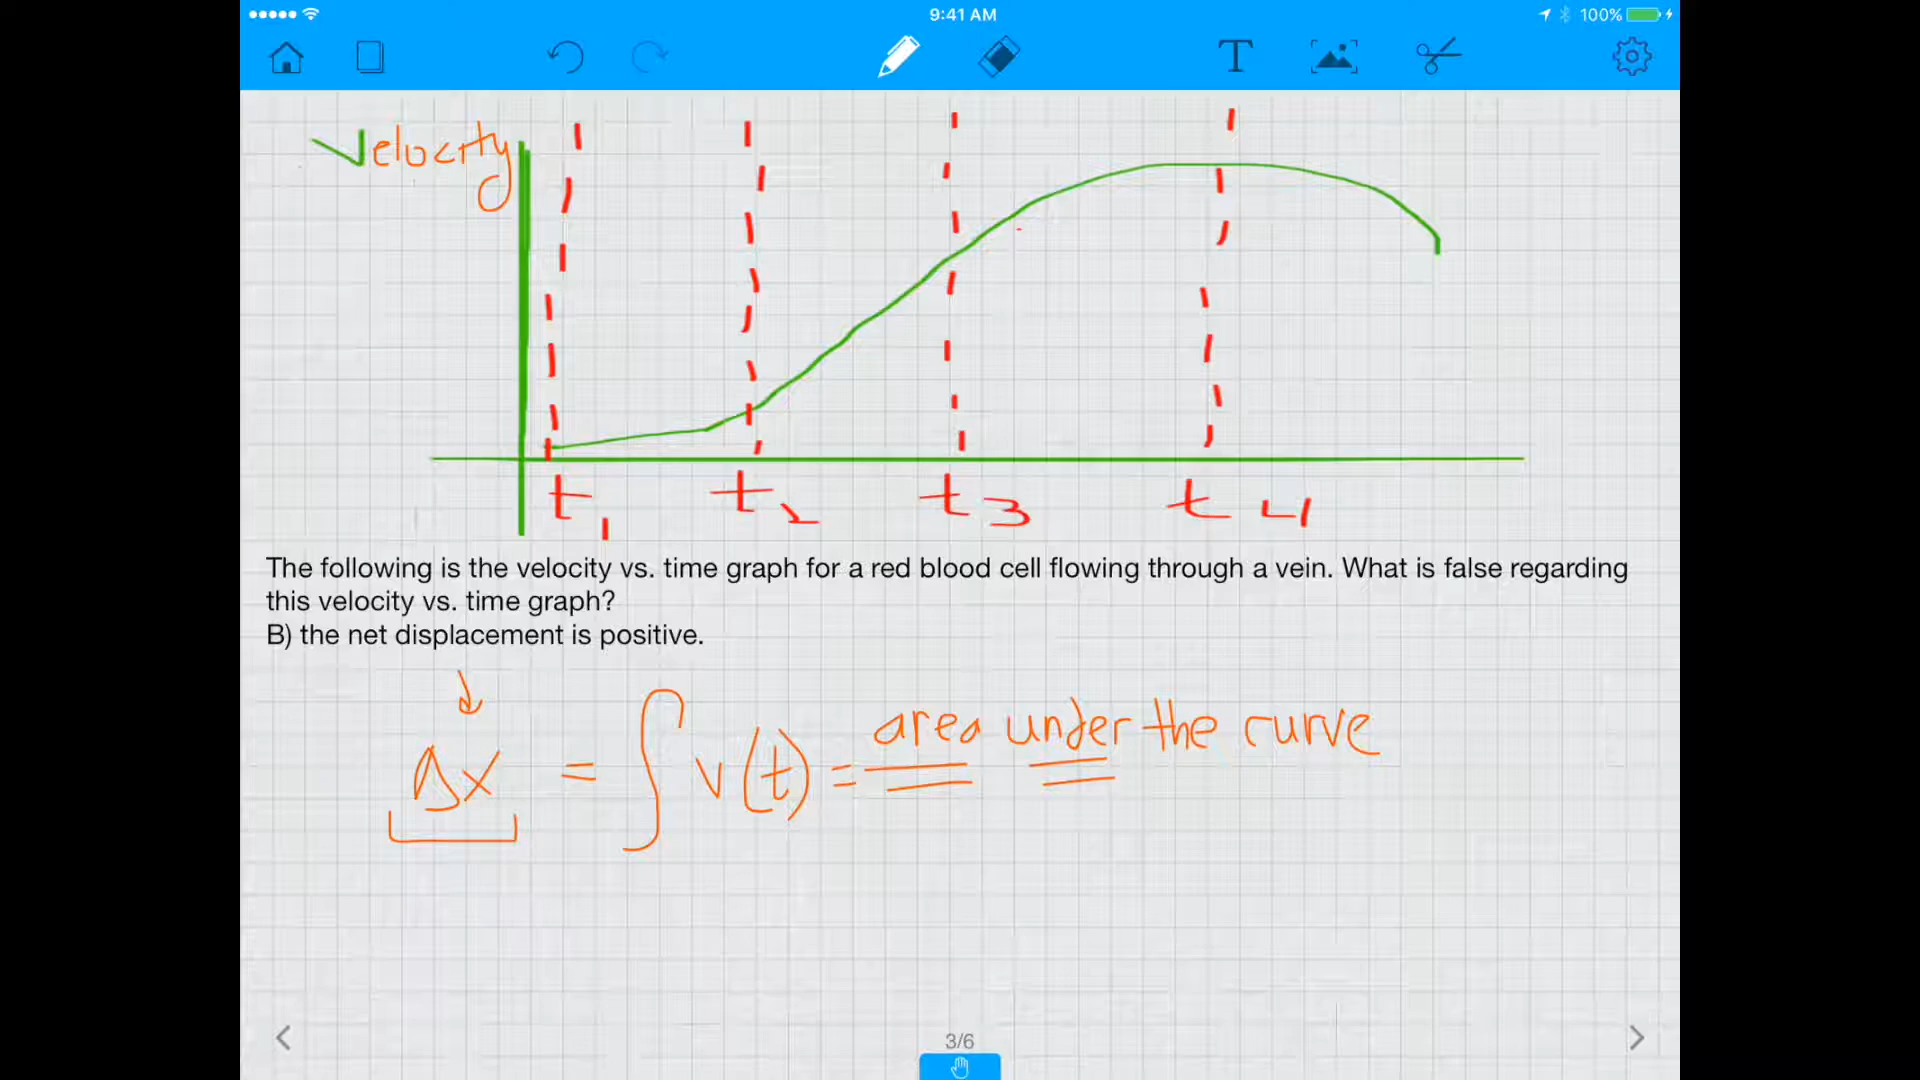 9:41 AM
100%
T
Velocity
t1 t2 t3 t4
The following is the velocity vs. time graph for a red blood cell flowing through a vein. What is false regarding
this velocity vs. time graph?
B) the net displacement is positive.
Δx = ∫ v(t) = area under the curve
3/6